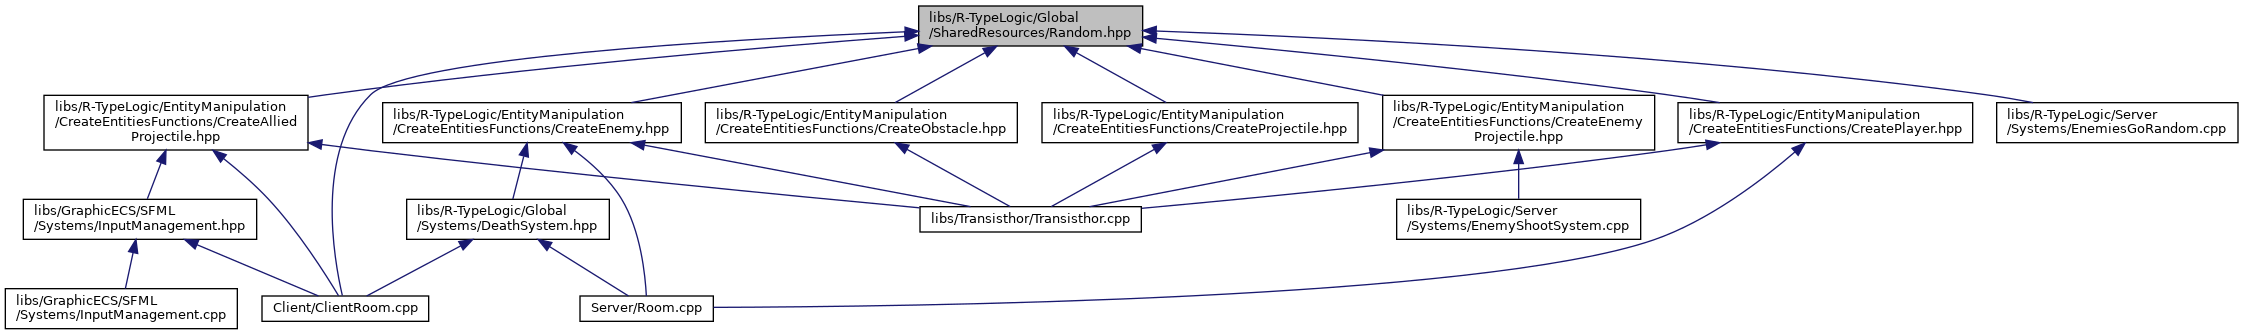 libs/R-TypeLogic/Global
/SharedResources/Random.hpp
libs/R-TypeLogic/EntityManipulation
/CreateEntitiesFunctions/CreateAllied
Projectile.hpp
libs/R-TypeLogic/EntityManipulation
/CreateEntitiesFunctions/CreateEnemy.hpp
libs/R-TypeLogic/EntityManipulation
/CreateEntitiesFunctions/CreateObstacle.hpp
libs/R-TypeLogic/EntityManipulation
/CreateEntitiesFunctions/CreateProjectile.hpp
libs/R-TypeLogic/EntityManipulation
/CreateEntitiesFunctions/CreateEnemy
Projectile.hpp
libs/R-TypeLogic/EntityManipulation
/CreateEntitiesFunctions/CreatePlayer.hpp
libs/R-TypeLogic/Server
/Systems/EnemiesGoRandom.cpp
libs/GraphicECS/SFML
/Systems/InputManagement.hpp
libs/R-TypeLogic/Global
/Systems/DeathSystem.hpp
libs/Transisthor/Transisthor.cpp
libs/R-TypeLogic/Server
/Systems/EnemyShootSystem.cpp
libs/GraphicECS/SFML
/Systems/InputManagement.cpp
Client/ClientRoom.cpp
Server/Room.cpp